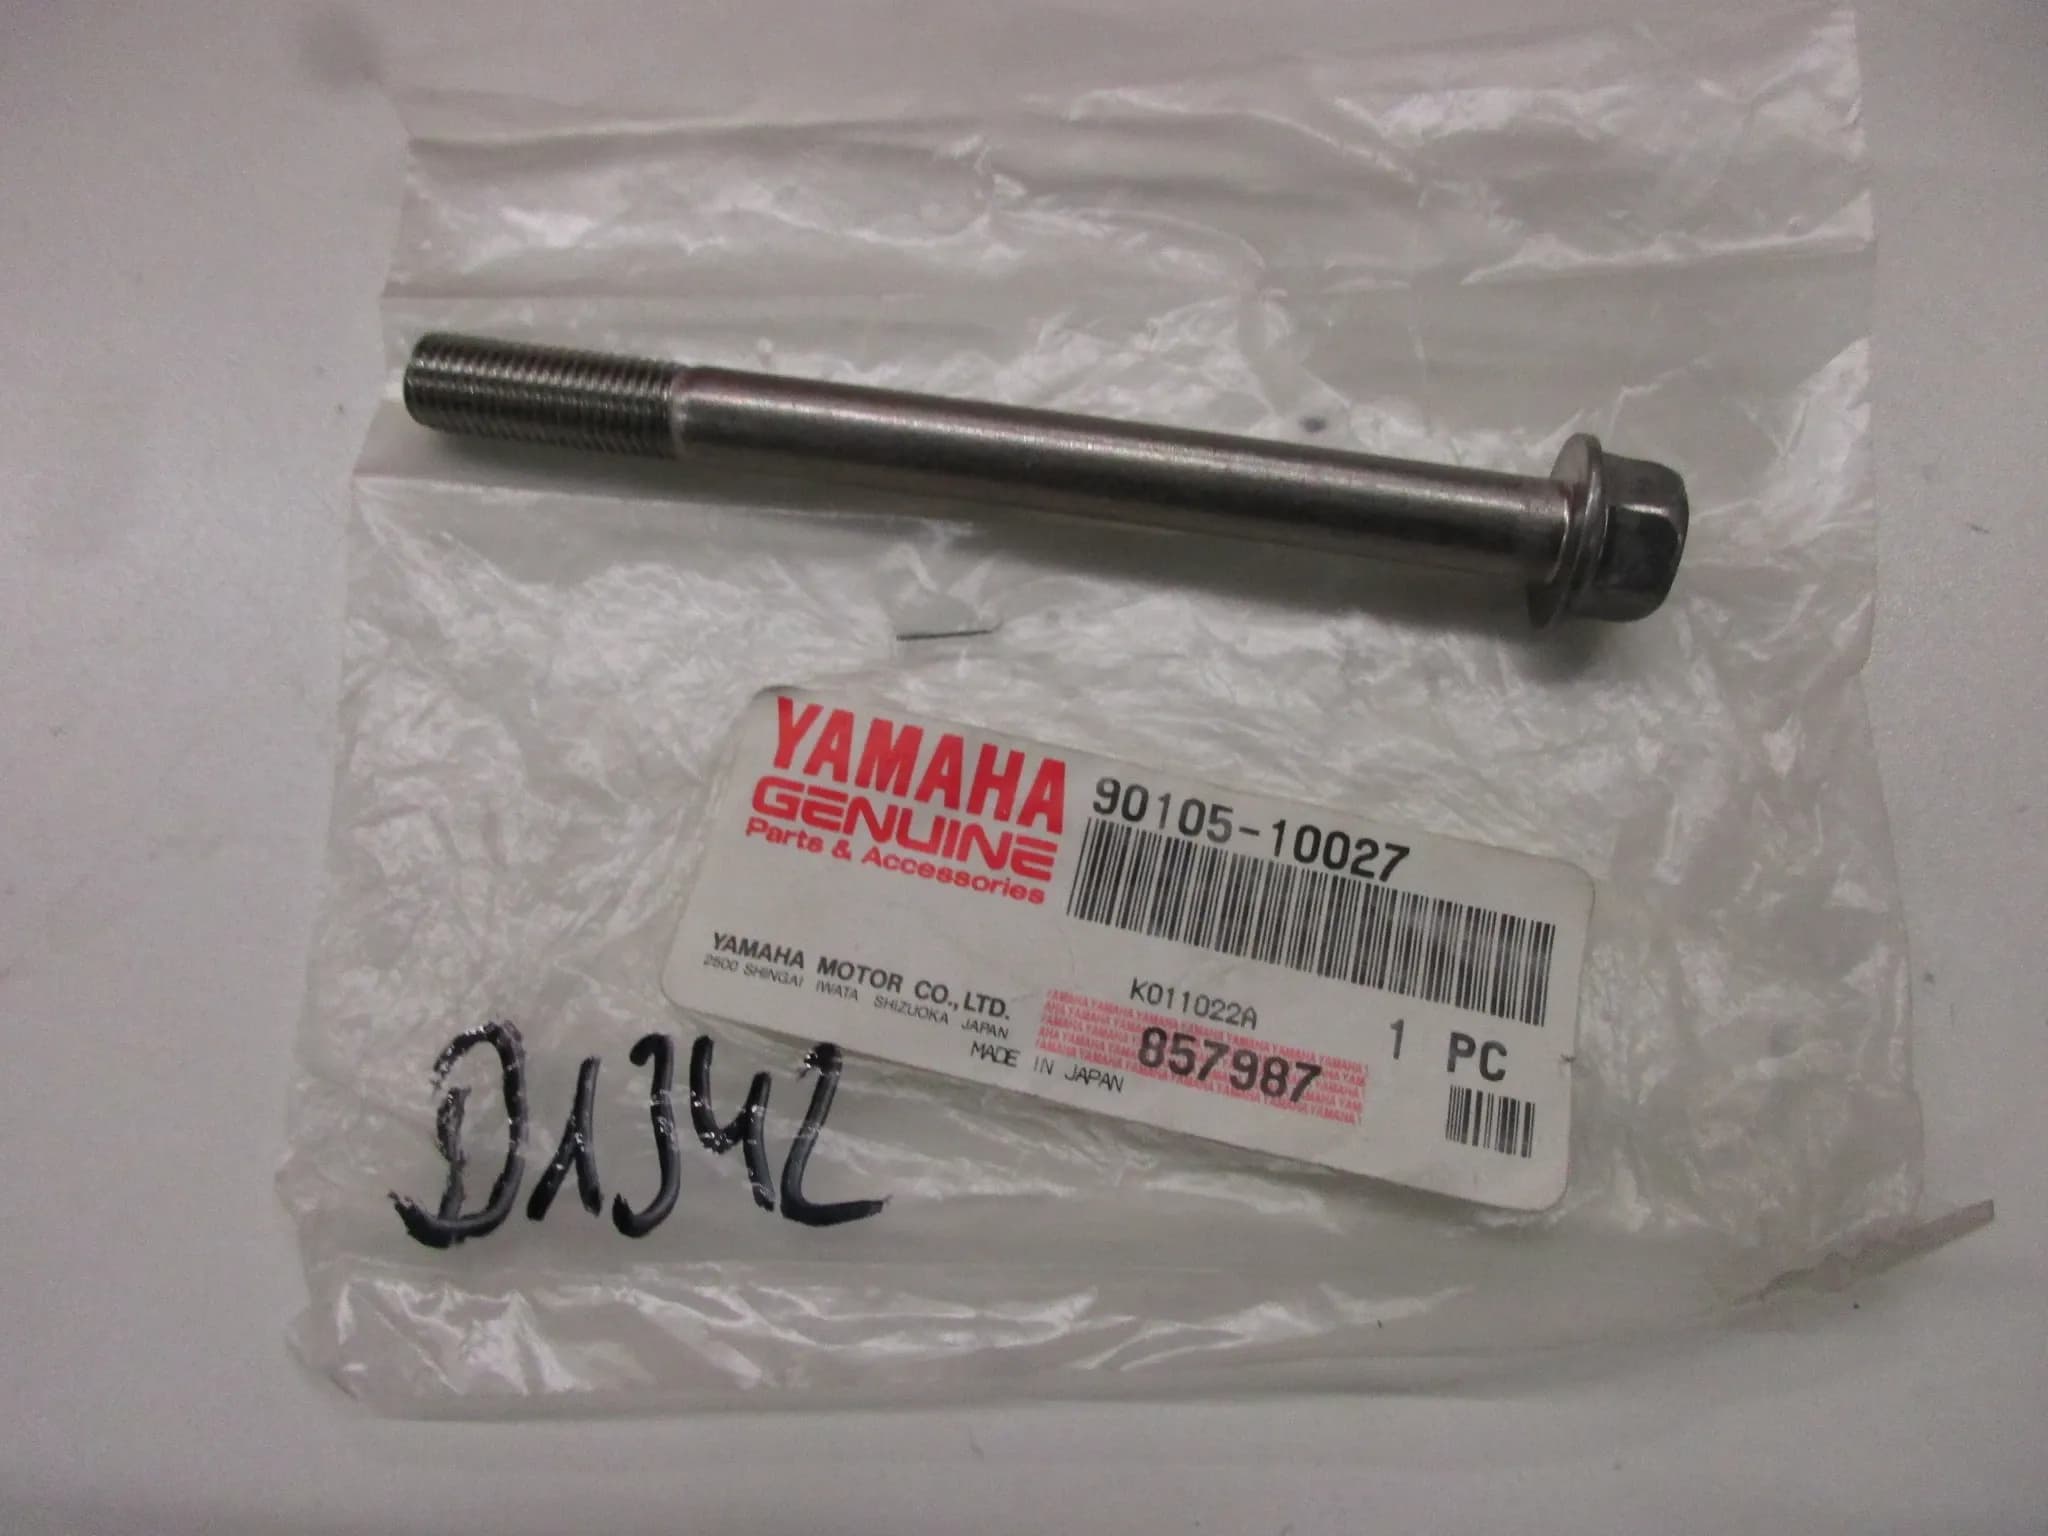 YAMAHA
GENUINE
Parts & Accessories
90105-10027
YAMAHA MOTOR CO., LTD.
2500 SHINGAI IWATA SHIZUOKA JAPAN
MADE IN JAPAN
K011022A
857987
1 PC
D1342